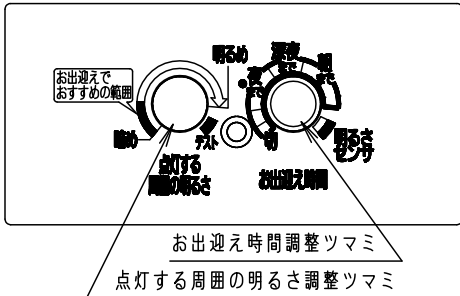 明るめ
お出迎えで
おすすめの範囲
暗め
テスト
点灯する
周囲の明るさ
深夜
まで
夜
まで
朝
まで
切
明るさ
センサ
お出迎え時間
お出迎え時間調整ツマミ
点灯する周囲の明るさ調整ツマミ